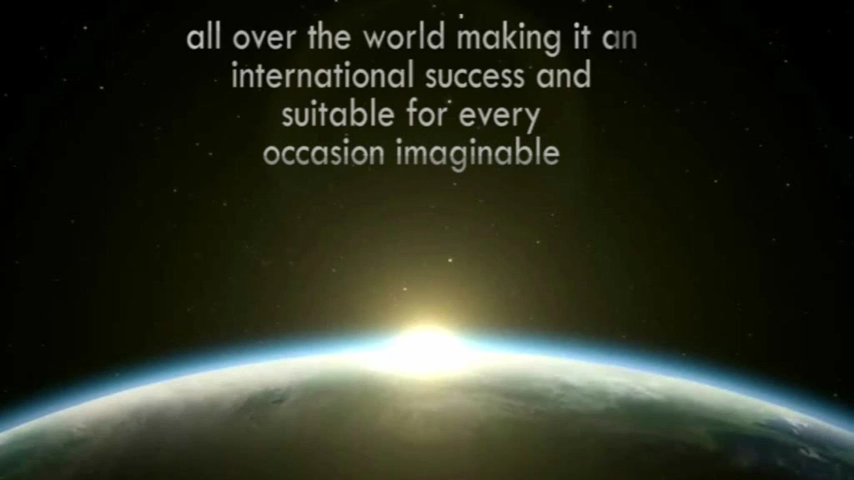 all over the world making it an
international success and
suitable for every
occasion imaginable